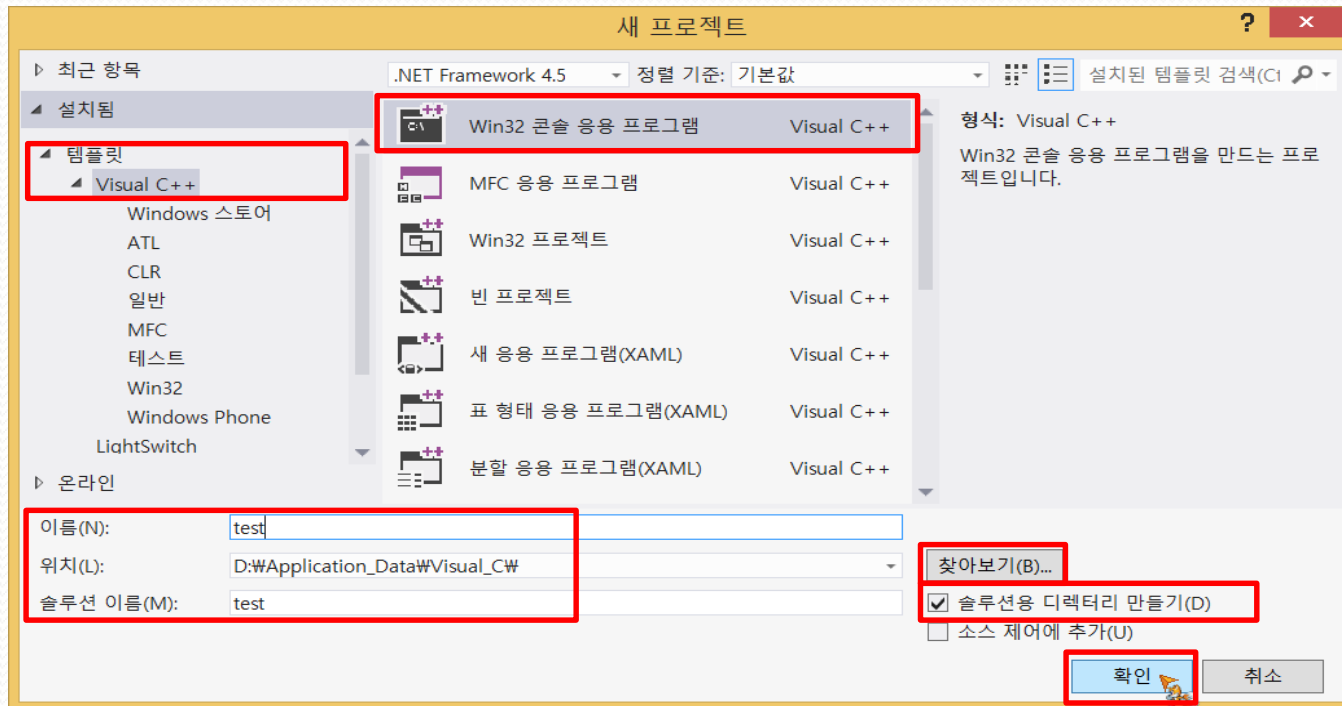 새 프로젝트 ?
최근 항목
.NET Framework 4.5 정렬 기준: 기본값 설치된 템플릿 검색(Ct
설치됨
템플릿
Visual C++
Windows 스토어
ATL
CLR
일반
MFC
테스트
Win32
Windows Phone
LightSwitch
온라인
C:\ Win32 콘솔 응용 프로그램 Visual C++
MFC 응용 프로그램 Visual C++
Win32 프로젝트 Visual C++
빈 프로젝트 Visual C++
새 응용 프로그램(XAML) Visual C++
표 형태 응용 프로그램(XAML) Visual C++
분할 응용 프로그램(XAML) Visual C++
형식: Visual C++
Win32 콘솔 응용 프로그램을 만드는 프로
젝트입니다.
이름(N): test
위치(L): D:₩Application_Data₩Visual_C₩ 찾아보기(B)...
솔루션 이름(M): test 솔루션용 디렉터리 만들기(D)
소스 제어에 추가(U)
확인 취소